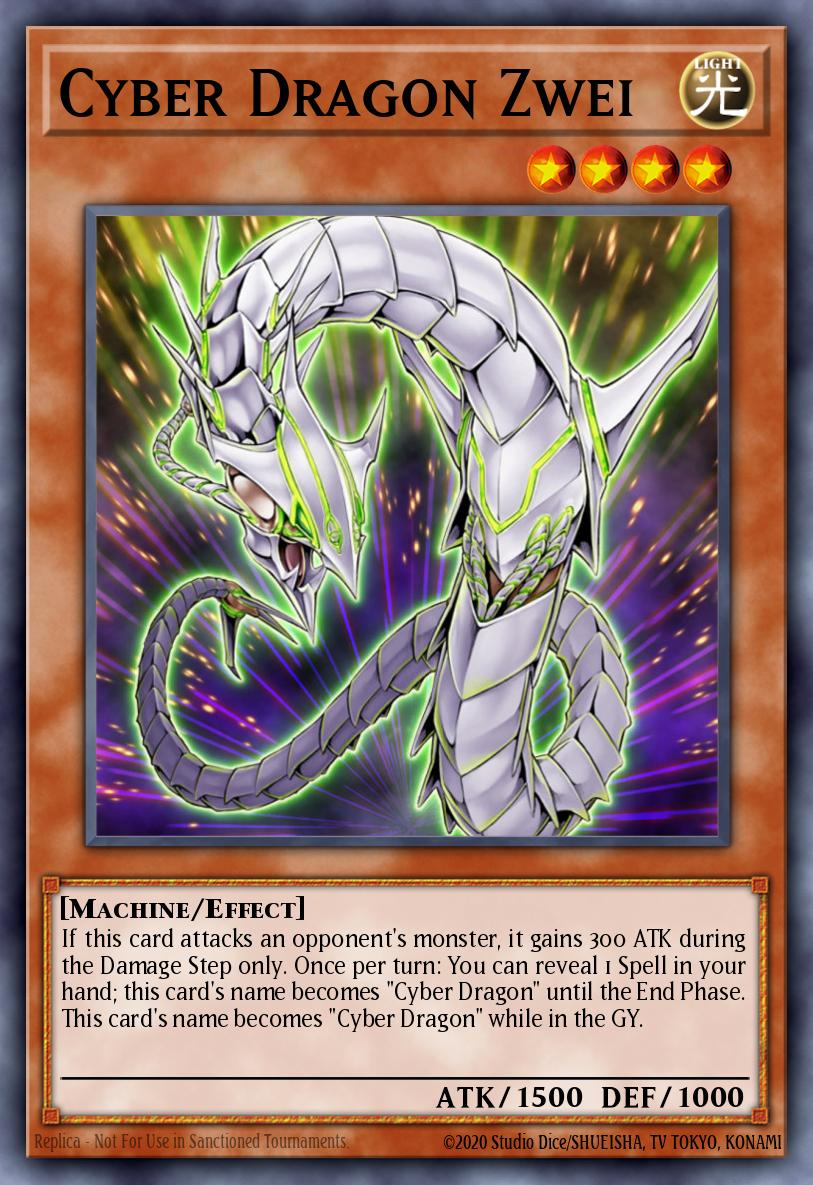 Cyber Dragon Zwei
LIGHT
光
[Machine/Effect]
If this card attacks an opponent's monster, it gains 300 ATK during
the Damage Step only. Once per turn: You can reveal 1 Spell in your
hand; this card's name becomes "Cyber Dragon" until the End Phase.
This card's name becomes "Cyber Dragon" while in the GY.
ATK/1500 DEF/1000
Replica - Not For Use in Sanctioned Tournaments. ©2020 Studio Dice/SHUEISHA, TV TOKYO, KONAMI